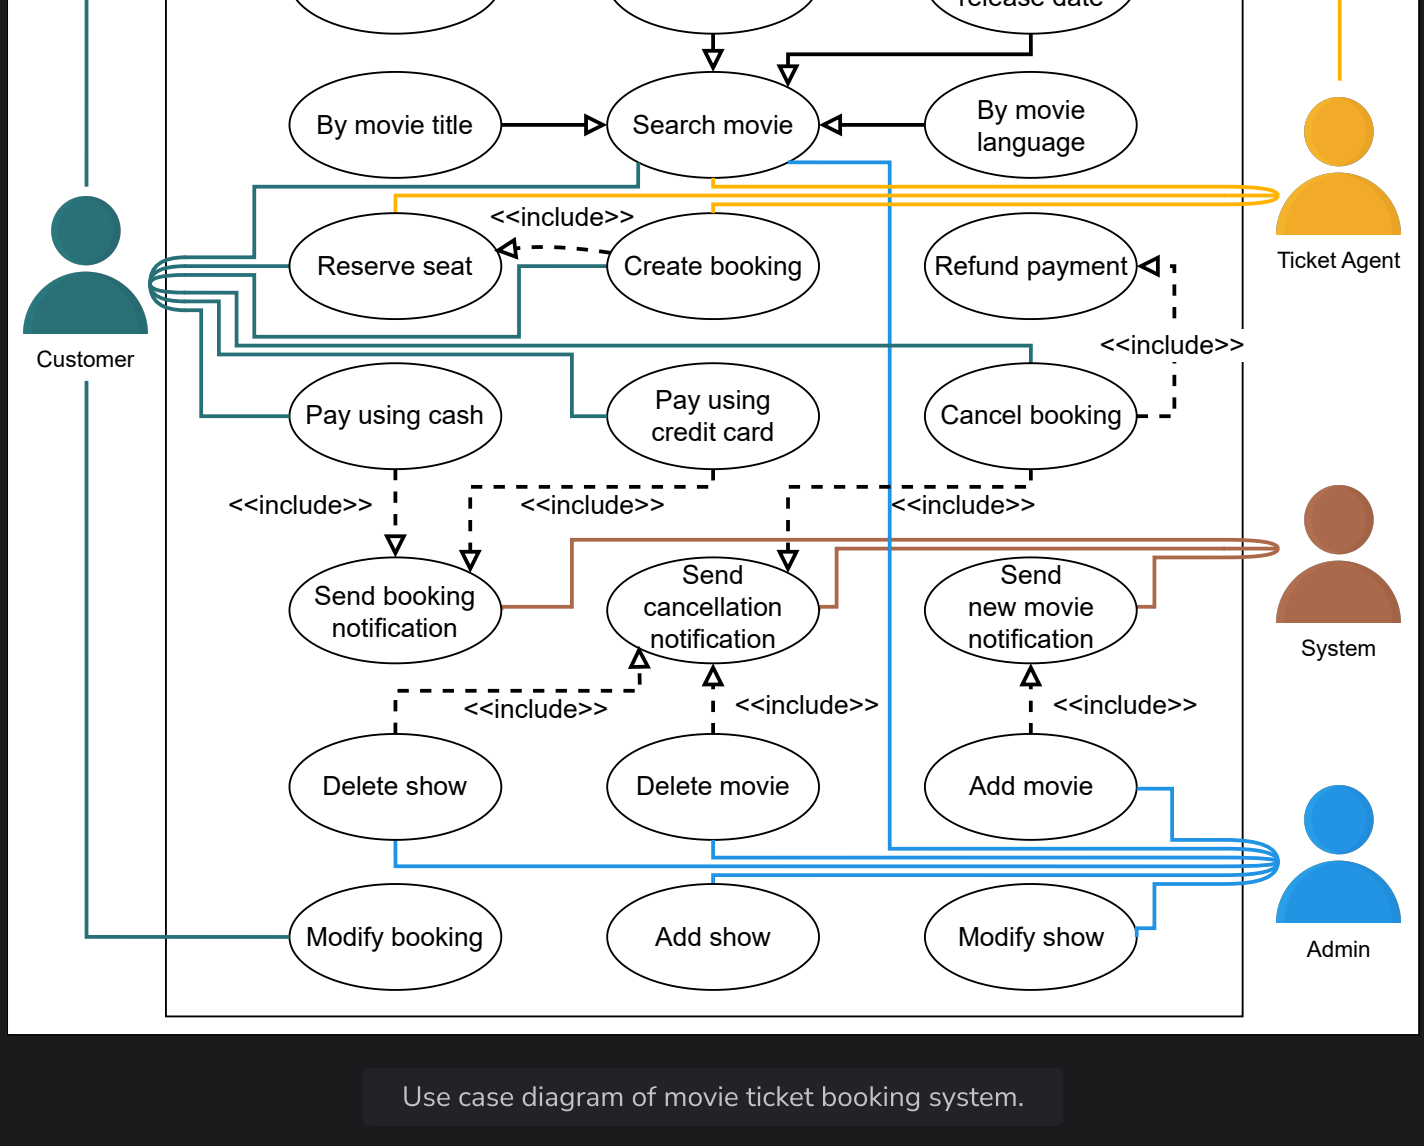 release date
By movie title
Search movie
By movie
language
<<include>>
Reserve seat
Create booking
Refund payment
Ticket Agent
<<include>>
Customer
Pay using cash
Pay using
credit card
Cancel booking
<<include>>
<<include>>
<<include>>
Send booking
notification
Send
cancellation
notification
Send
new movie
notification
System
<<include>>
<<include>>
<<include>>
Delete show
Delete movie
Add movie
Modify booking
Add show
Modify show
Admin
Use case diagram of movie ticket booking system.